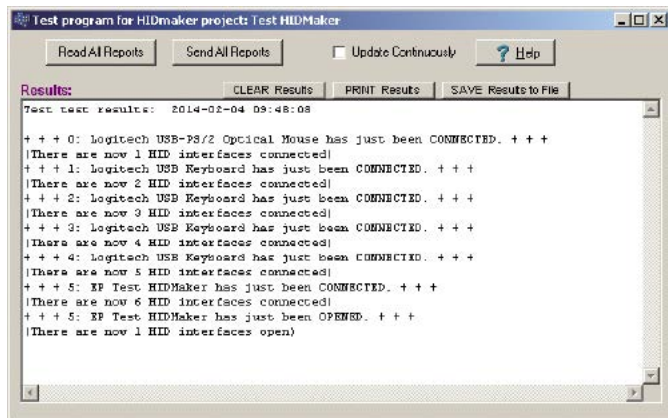 Test program for HIDmaker project: Test HIDMaker
Read All Reports Send All Reports Update Continuously ? Help
Results: CLEAR Results PRINT Results SAVE Results to File
Test test results: 2014-02-04 09:48:08
+ + + 0: Logitech USB-PS/2 Optical Mouse has just been CONNECTED. + + +
(There are now 1 HID interfaces connected)
+ + + 1: Logitech USB Keyboard has just been CONNECTED. + + +
(There are now 2 HID interfaces connected)
+ + + 2: Logitech USB Keyboard has just been CONNECTED. + + +
(There are now 3 HID interfaces connected)
+ + + 3: Logitech USB Keyboard has just been CONNECTED. + + +
(There are now 4 HID interfaces connected)
+ + + 4: Logitech USB Keyboard has just been CONNECTED. + + +
(There are now 5 HID interfaces connected)
+ + + 5: EP Test HIDMaker has just been CONNECTED. + + +
(There are now 6 HID interfaces connected)
+ + + 5: EP Test HIDMaker has just been OPENED. + + +
(There are now 1 HID interfaces open)